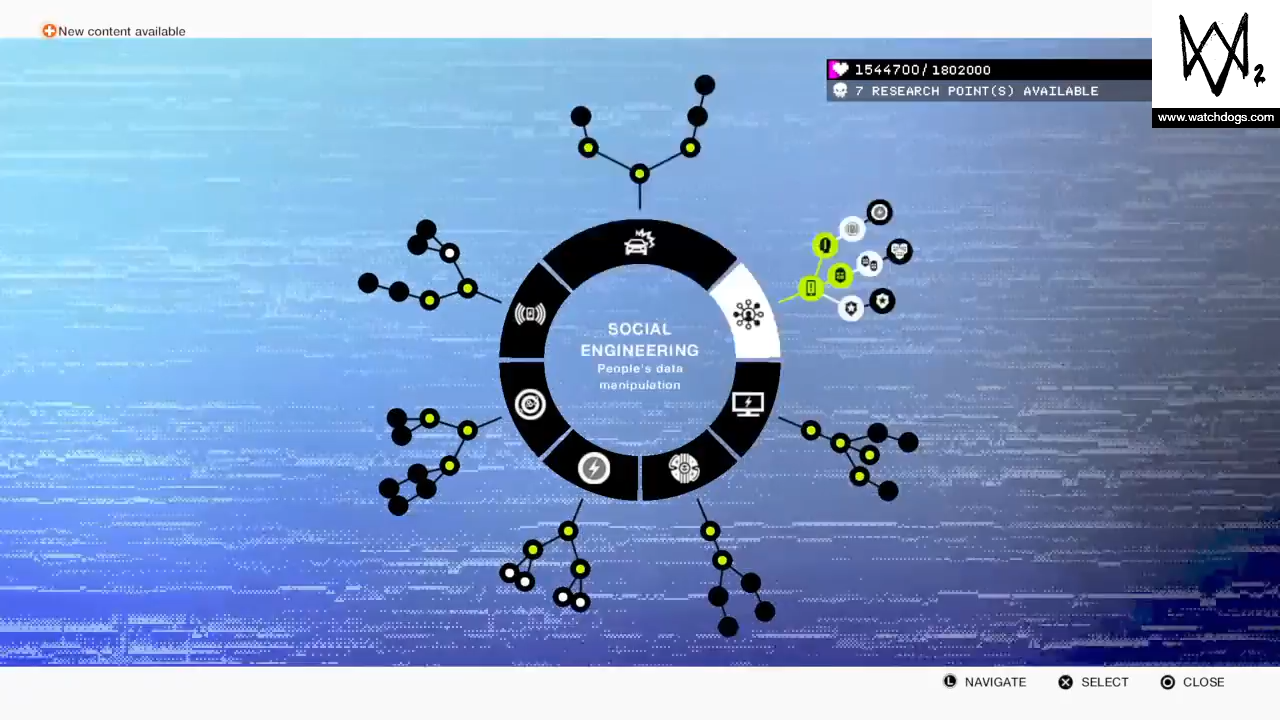 New content available
1544700/1802000
7 RESEARCH POINT(S) AVAILABLE
2
www.watchdogs.com
SOCIAL
ENGINEERING
People's data
manipulation
L NAVIGATE
SELECT
CLOSE